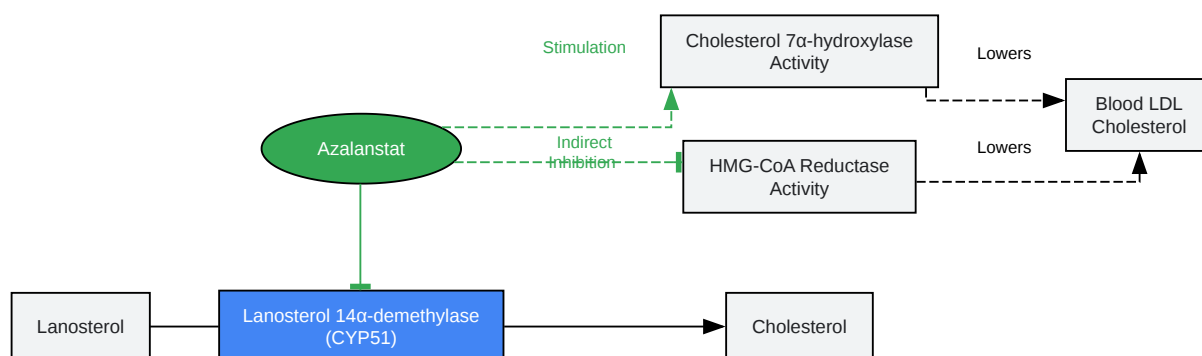 Stimulation
Cholesterol 7α-hydroxylase
Activity
Lowers
Blood LDL
Cholesterol
Azalanstat
Indirect
Inhibition
HMG-CoA Reductase
Activity
Lowers
Lanosterol
Lanosterol 14α-demethylase
(CYP51)
Cholesterol